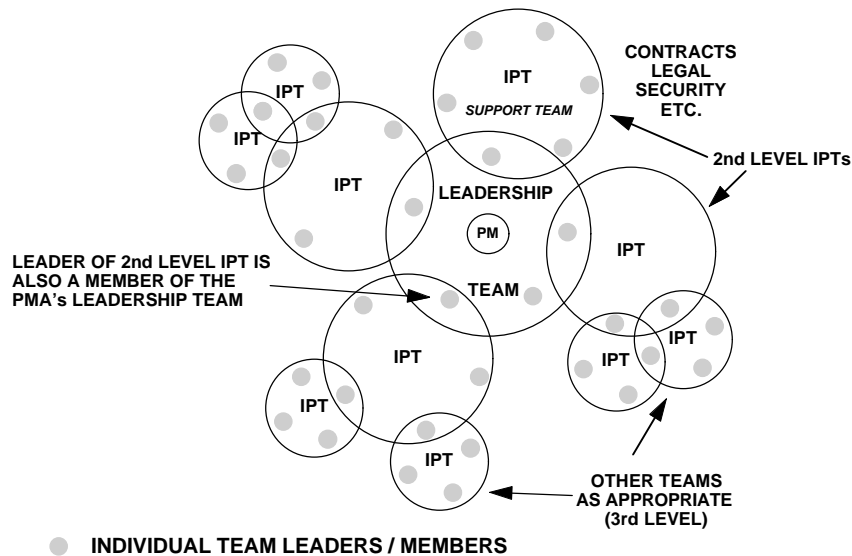 IPT
SUPPORT TEAM
CONTRACTS
LEGAL
SECURITY
ETC.
2nd LEVEL IPTs
IPT
IPT
IPT
LEADERSHIP
PM
TEAM
IPT
LEADER OF 2nd LEVEL IPT IS
ALSO A MEMBER OF THE
PMA's LEADERSHIP TEAM
IPT
IPT
IPT
IPT
IPT
OTHER TEAMS
AS APPROPRIATE
(3rd LEVEL)
INDIVIDUAL TEAM LEADERS / MEMBERS